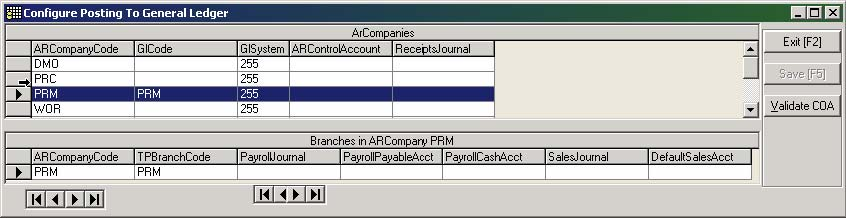 Configure Posting To General Ledger
ArCompanies
ARCompanyCode GlCode GlSystem ARControlAccount ReceiptsJournal
DMO 255
PRC 255
PRM PRM 255
WOR 255
Exit [F2]
Save [F5]
Validate COA
Branches in ARCompany PRM
ARCompanyCode TPBranchCode PayrollJournal PayrollPayableAcct PayrollCashAcct SalesJournal DefaultSalesAcct
PRM PRM